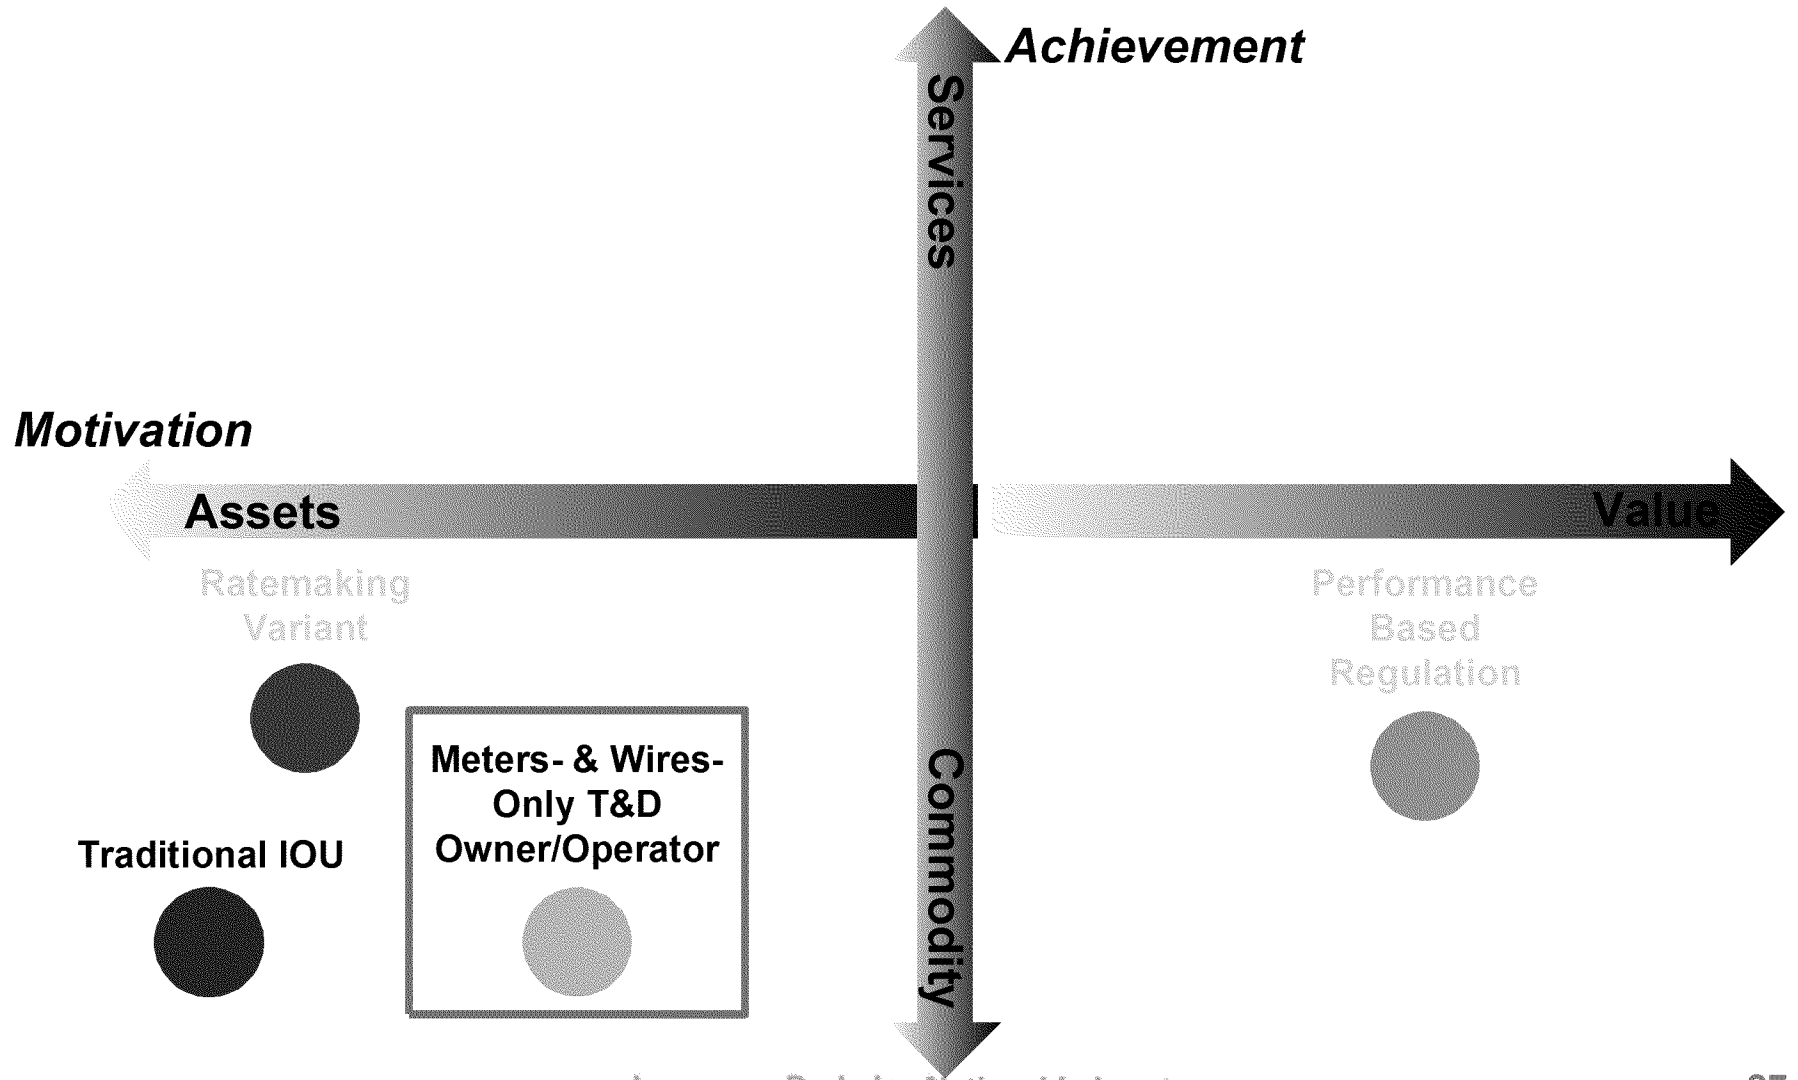 Achievement
Services
Motivation
Assets
Value
Ratemaking
Variant
Performance
Based
Regulation
Meters- & Wires-
Only T&D
Owner/Operator
Traditional IOU
Commodity